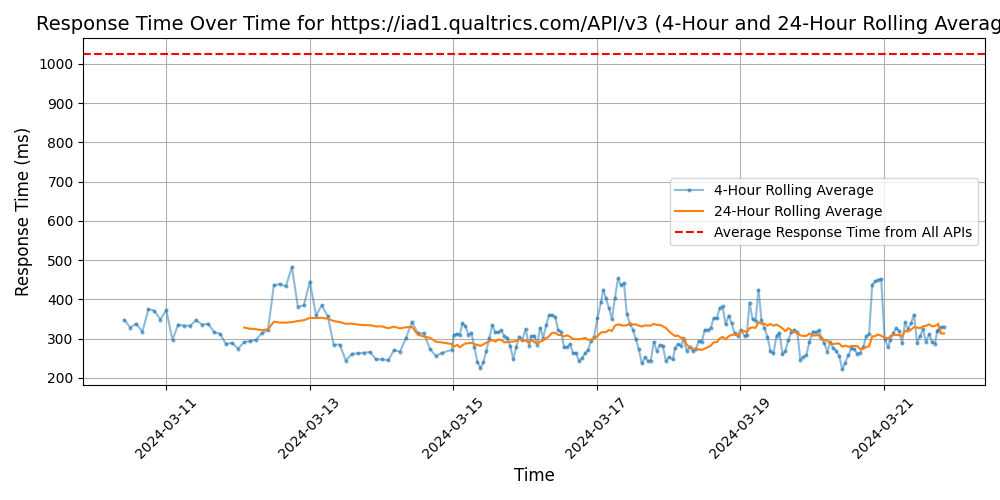 Response Time Over Time for https://iad1.qualtrics.com/API/v3 (4-Hour and 24-Hour Rolling Averag
1000
900
800
700
600
500
400
300
200
Response Time (ms)
4-Hour Rolling Average
24-Hour Rolling Average
Average Response Time from All APIs
2024-03-11
2024-03-13
2024-03-15
2024-03-17
2024-03-19
2024-03-21
Time